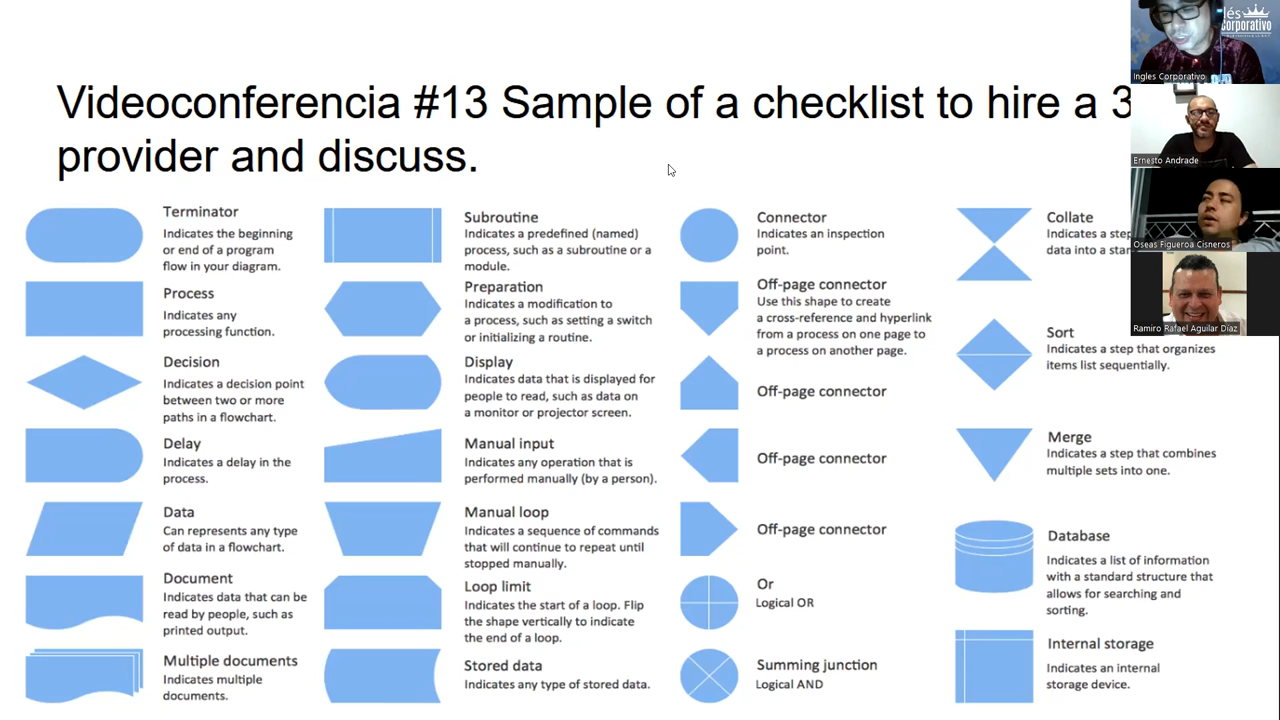 Videoconferencia #13 Sample of a checklist to hire a 3
provider and discuss.
Terminator
Indicates the beginning
or end of a program
flow in your diagram.
Process
Indicates any
processing function.
Decision
Indicates a decision point
between two or more
paths in a flowchart.
Delay
Indicates a delay in the
process.
Data
Can represents any type
of data in a flowchart.
Document
Indicates data that can be
read by people, such as
printed output.
Multiple documents
Indicates multiple
documents.
Subroutine
Indicates a predefined (named)
process, such as a subroutine or a
module.
Preparation
Indicates a modification to
a process, such as setting a switch
or initializing a routine.
Display
Indicates data that is displayed for
people to read, such as data on
a monitor or projector screen.
Manual input
Indicates any operation that is
performed manually (by a person).
Manual loop
Indicates a sequence of commands
that will continue to repeat until
stopped manually.
Loop limit
Indicates the start of a loop. Flip
the shape vertically to indicate
the end of a loop.
Stored data
Indicates any type of stored data.
Connector
Indicates an inspection
point.
Off-page connector
Use this shape to create
a cross-reference and hyperlink
from a process on one page to
a process on another page.
Off-page connector
Off-page connector
Off-page connector
Or
Logical OR
Summing junction
Logical AND
Collate
Indicates a step
data into a
Sort
Indicates a step that organizes
items list sequentially.
Merge
Indicates a step that combines
multiple sets into one.
Database
Indicates a list of information
with a standard structure that
allows for searching and
sorting.
Internal storage
Indicates an internal
storage device.
lés
Corporativo
Ingles Corporativo
Ernesto Andrade
Oseas Figueroa Cisneros
Ramiro Rafael Aguilar Díaz